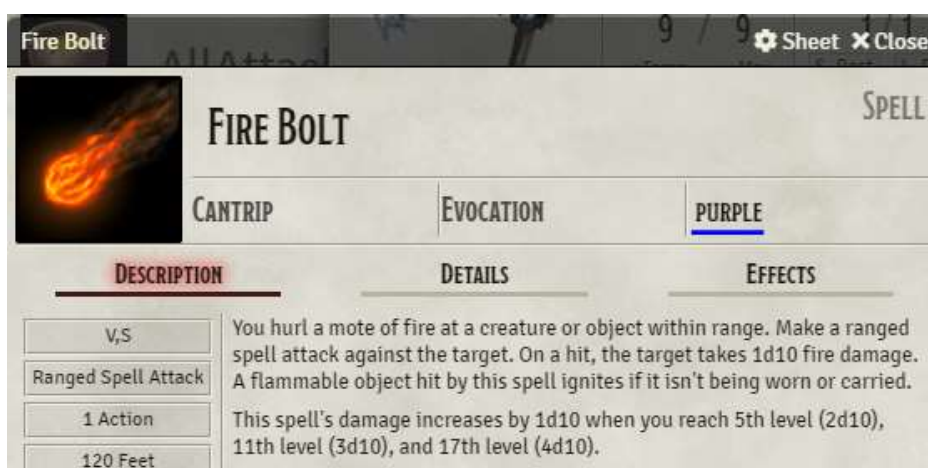 Fire Bolt
9 / 9
Sheet
Close
Fire Bolt
Spell
Cantrip
Evocation
PURPLE
Description
Details
Effects
V,S
Ranged Spell Attack
1 Action
120 Feet
You hurl a mote of fire at a creature or object within range. Make a ranged
spell attack against the target. On a hit, the target takes 1d10 fire damage.
A flammable object hit by this spell ignites if it isn't being worn or carried.
This spell's damage increases by 1d10 when you reach 5th level (2d10),
11th level (3d10), and 17th level (4d10).